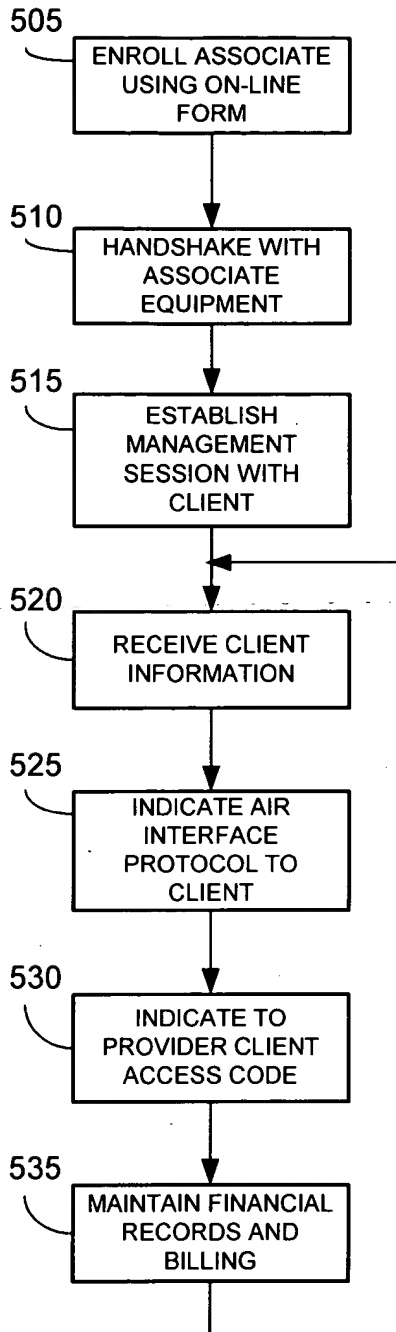 505
ENROLL ASSOCIATE
USING ON-LINE
FORM
510
HANDSHAKE WITH
ASSOCIATE
EQUIPMENT
515
ESTABLISH
MANAGEMENT
SESSION WITH
CLIENT
520
RECEIVE CLIENT
INFORMATION
525
INDICATE AIR
INTERFACE
PROTOCOL TO
CLIENT
530
INDICATE TO
PROVIDER CLIENT
ACCESS CODE
535
MAINTAIN FINANCIAL
RECORDS AND
BILLING